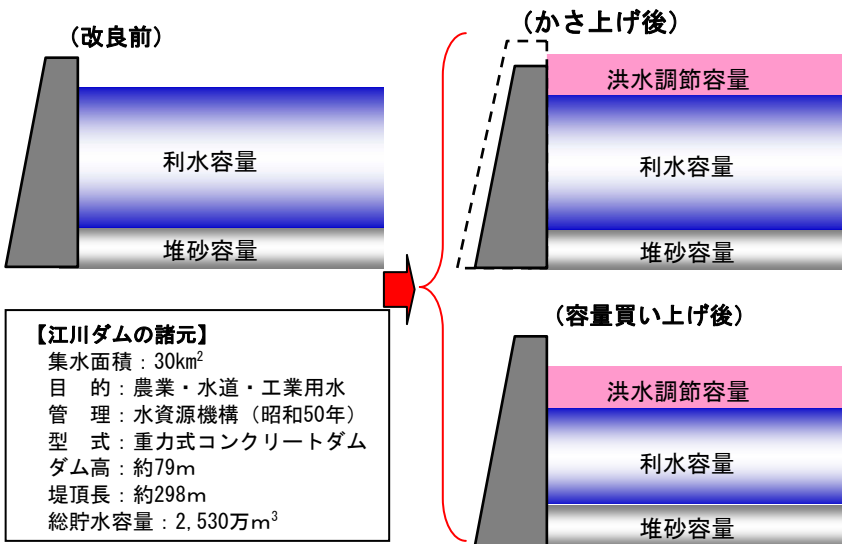 (改良前)
利水容量
堆砂容量
(かさ上げ後)
洪水調節容量
利水容量
堆砂容量
(容量買い上げ後)
洪水調節容量
利水容量
堆砂容量
【江川ダムの諸元】
集水面積：30km²
目　的：農業・水道・工業用水
管　理：水資源機構（昭和50年）
型　式：重力式コンクリートダム
ダム高：約79m
堤頂長：約298m
総貯水容量：2,530万m³